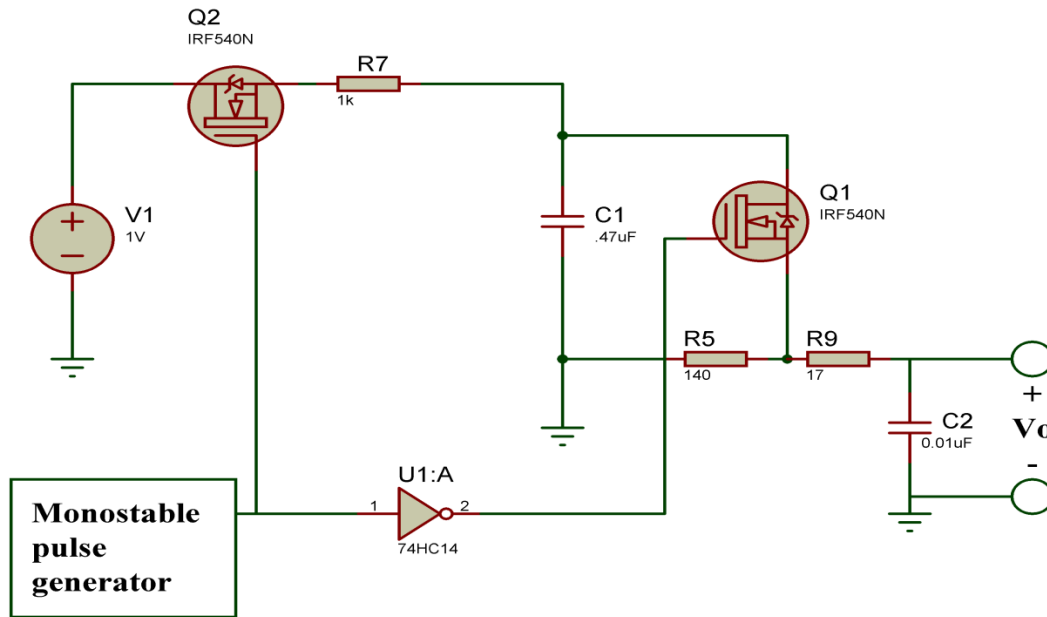 Q2
IRF540N
R7
1k
V1
1V
C1
.47uF
Q1
IRF540N
R5
140
R9
17
C2
0.01uF
+
Vo
-
U1:A
1
2
74HC14
Monostable
pulse
generator